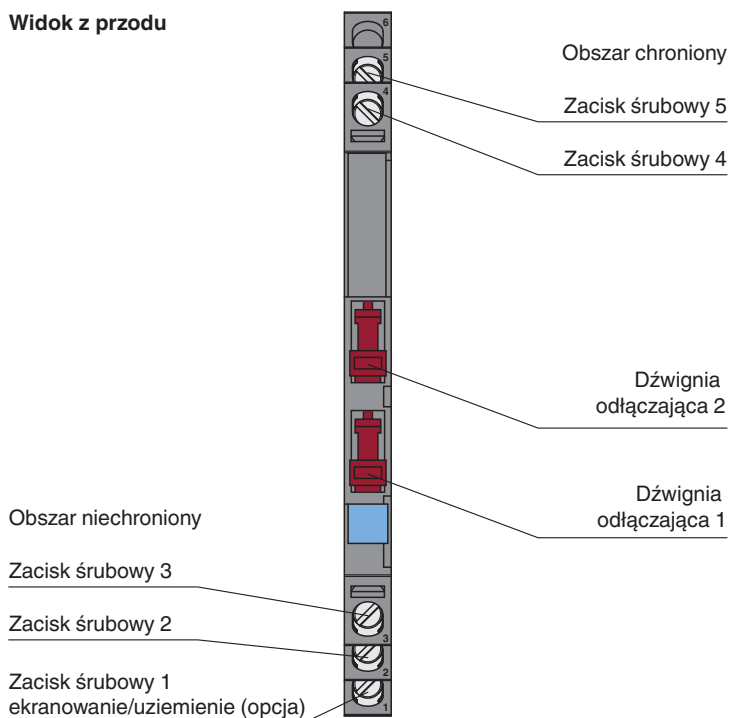 Widok z przodu
6
5
4
Obszar chroniony
Zacisk śrubowy 5
Zacisk śrubowy 4
Dźwignia
odłączająca 2
Dźwignia
odłączająca 1
Obszar niechroniony
Zacisk śrubowy 3
Zacisk śrubowy 2
Zacisk śrubowy 1
ekranowanie/uziemienie (opcja)
3
2
1